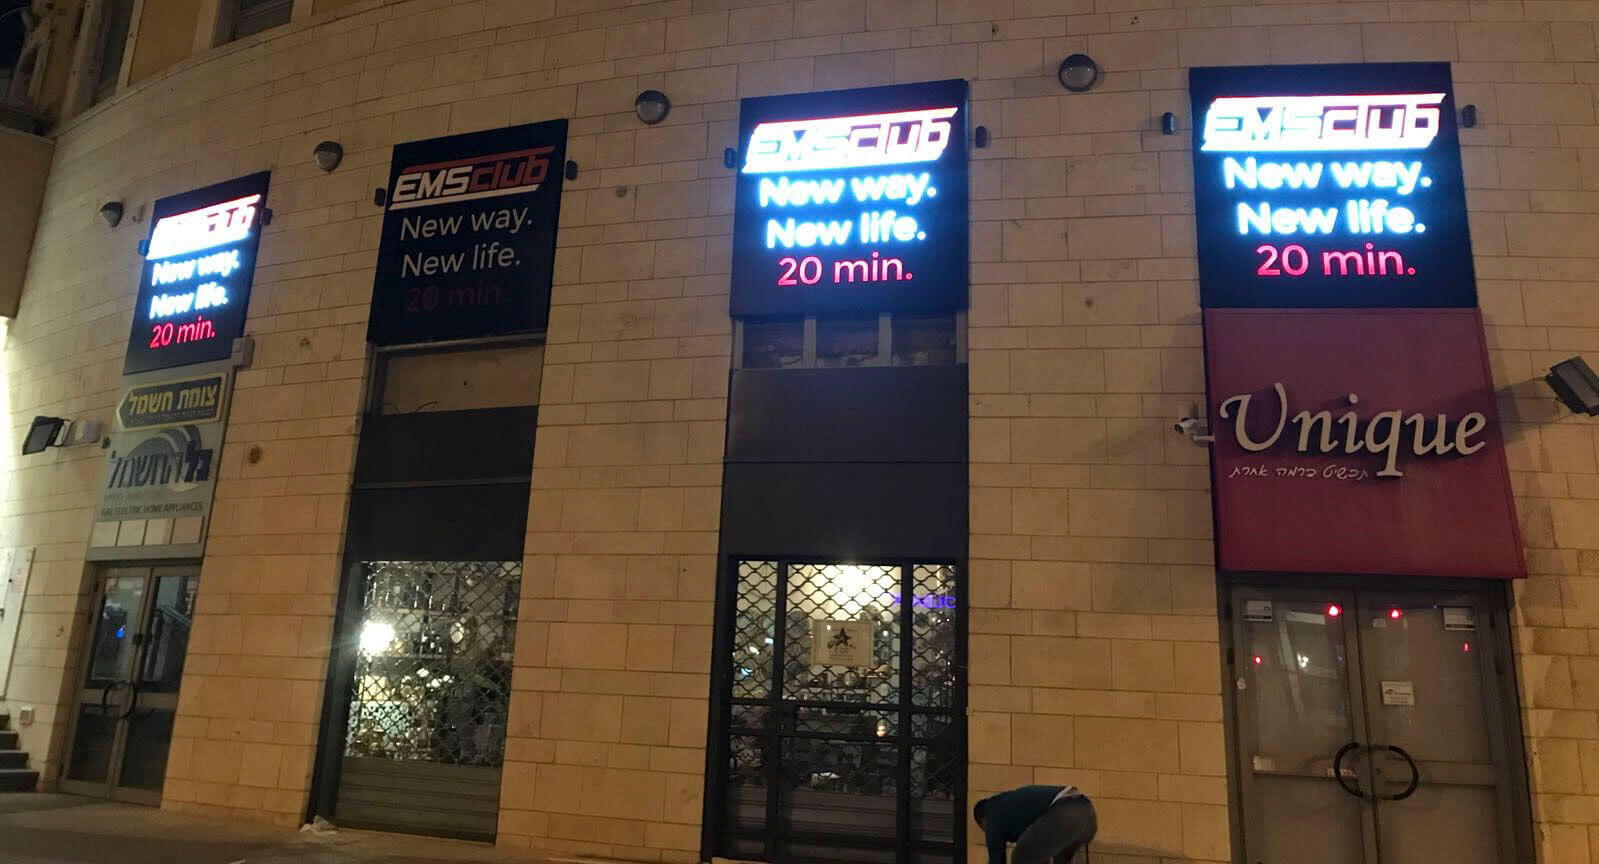 EMSclub
New way.
New life.
20 min.
EMSclub
New way.
New life.
20 min.
EMSclub
New way.
New life.
20 min.
EMSclub
New way.
New life.
20 min.
צומת חשמל
גל החשמל
GAL ELECTRIC HOME APPLIANCES
Unique
תכשיט ברמה אחרת